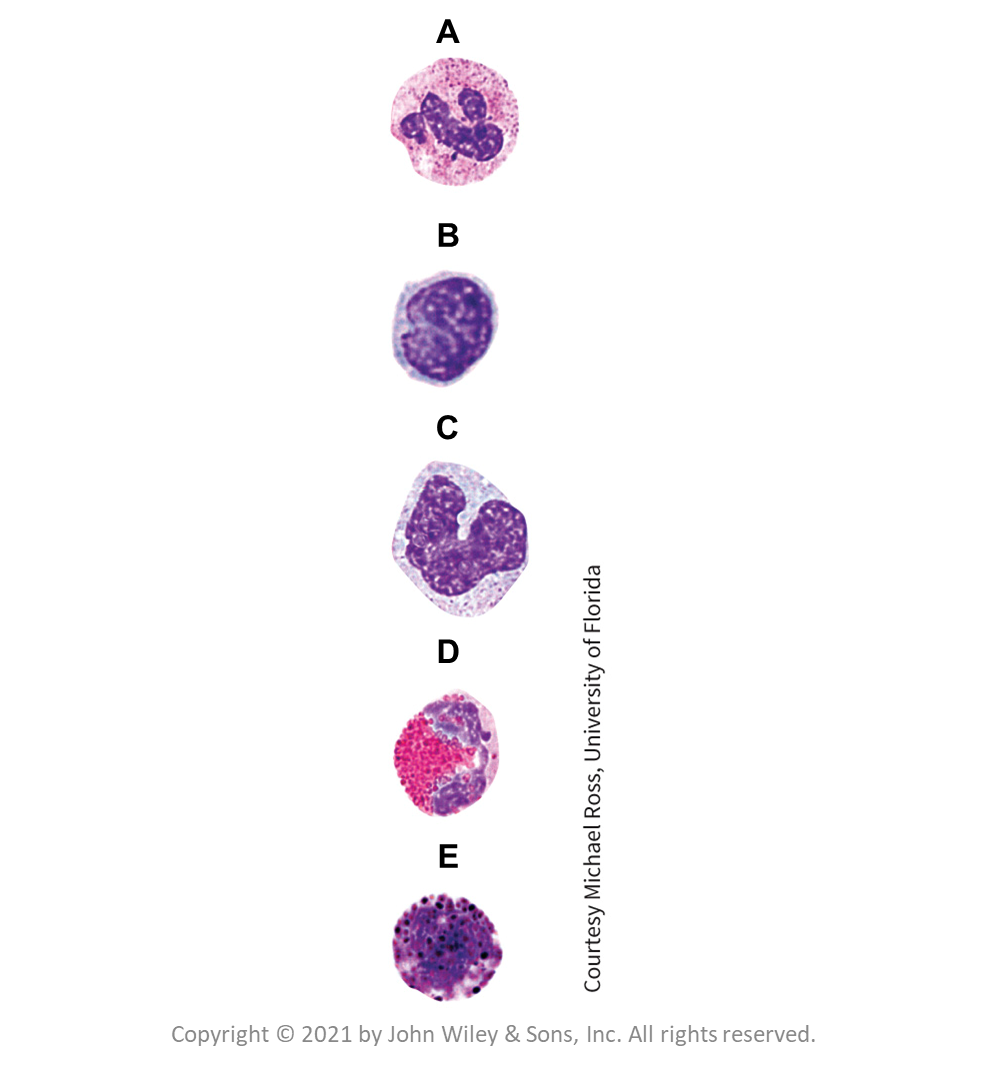 A
B
C
D
E
Courtesy Michael Ross, University of Florida
Copyright © 2021 by John Wiley & Sons, Inc. All rights reserved.